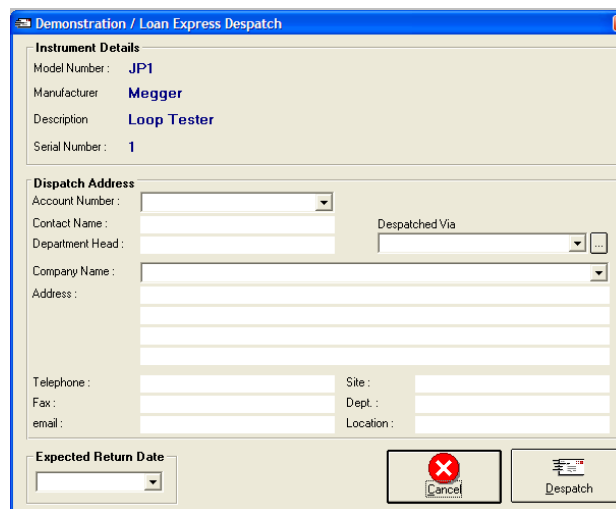 Demonstration / Loan Express Despatch
Instrument Details
Model Number : JP1
Manufacturer Megger
Description Loop Tester
Serial Number : 1
Dispatch Address
Account Number :
Contact Name : Despatched Via
Department Head :
...
Company Name :
Address :
Telephone : Site :
Fax : Dept. :
email : Location :
Expected Return Date
Cancel Despatch